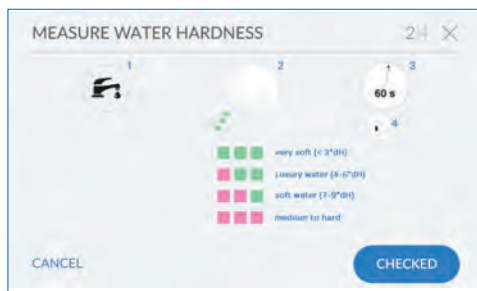 MEASURE WATER HARDNESS 2|4
1 2 3
60 s
4
very soft (< 3°dH)
Luxury water (4-6°dH)
soft water (7-9°dH)
medium to hard
CANCEL CHECKED